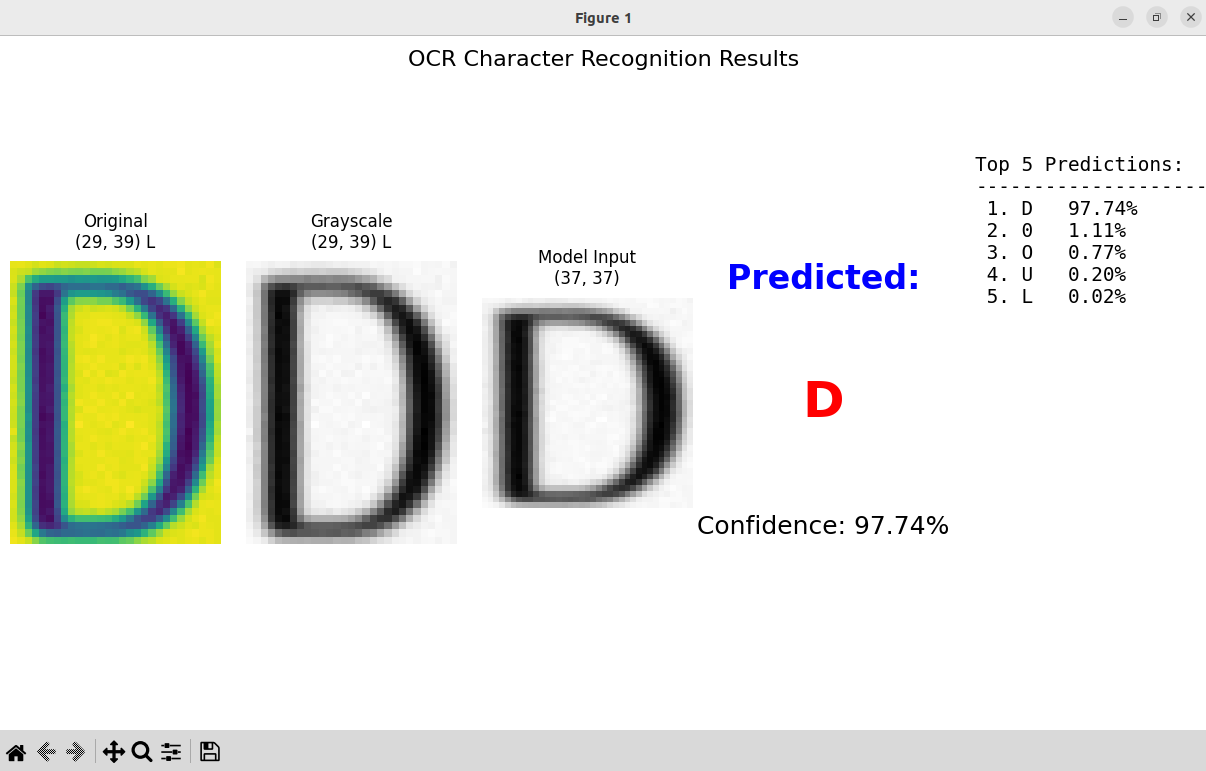 Figure 1
OCR Character Recognition Results
Original
(29, 39) L
D
Grayscale
(29, 39) L
D
Model Input
(37, 37)
D
Predicted:
D
Confidence: 97.74%
Top 5 Predictions:
--------------------
1. D 97.74%
2. 0 1.11%
3. O 0.77%
4. U 0.20%
5. L 0.02%